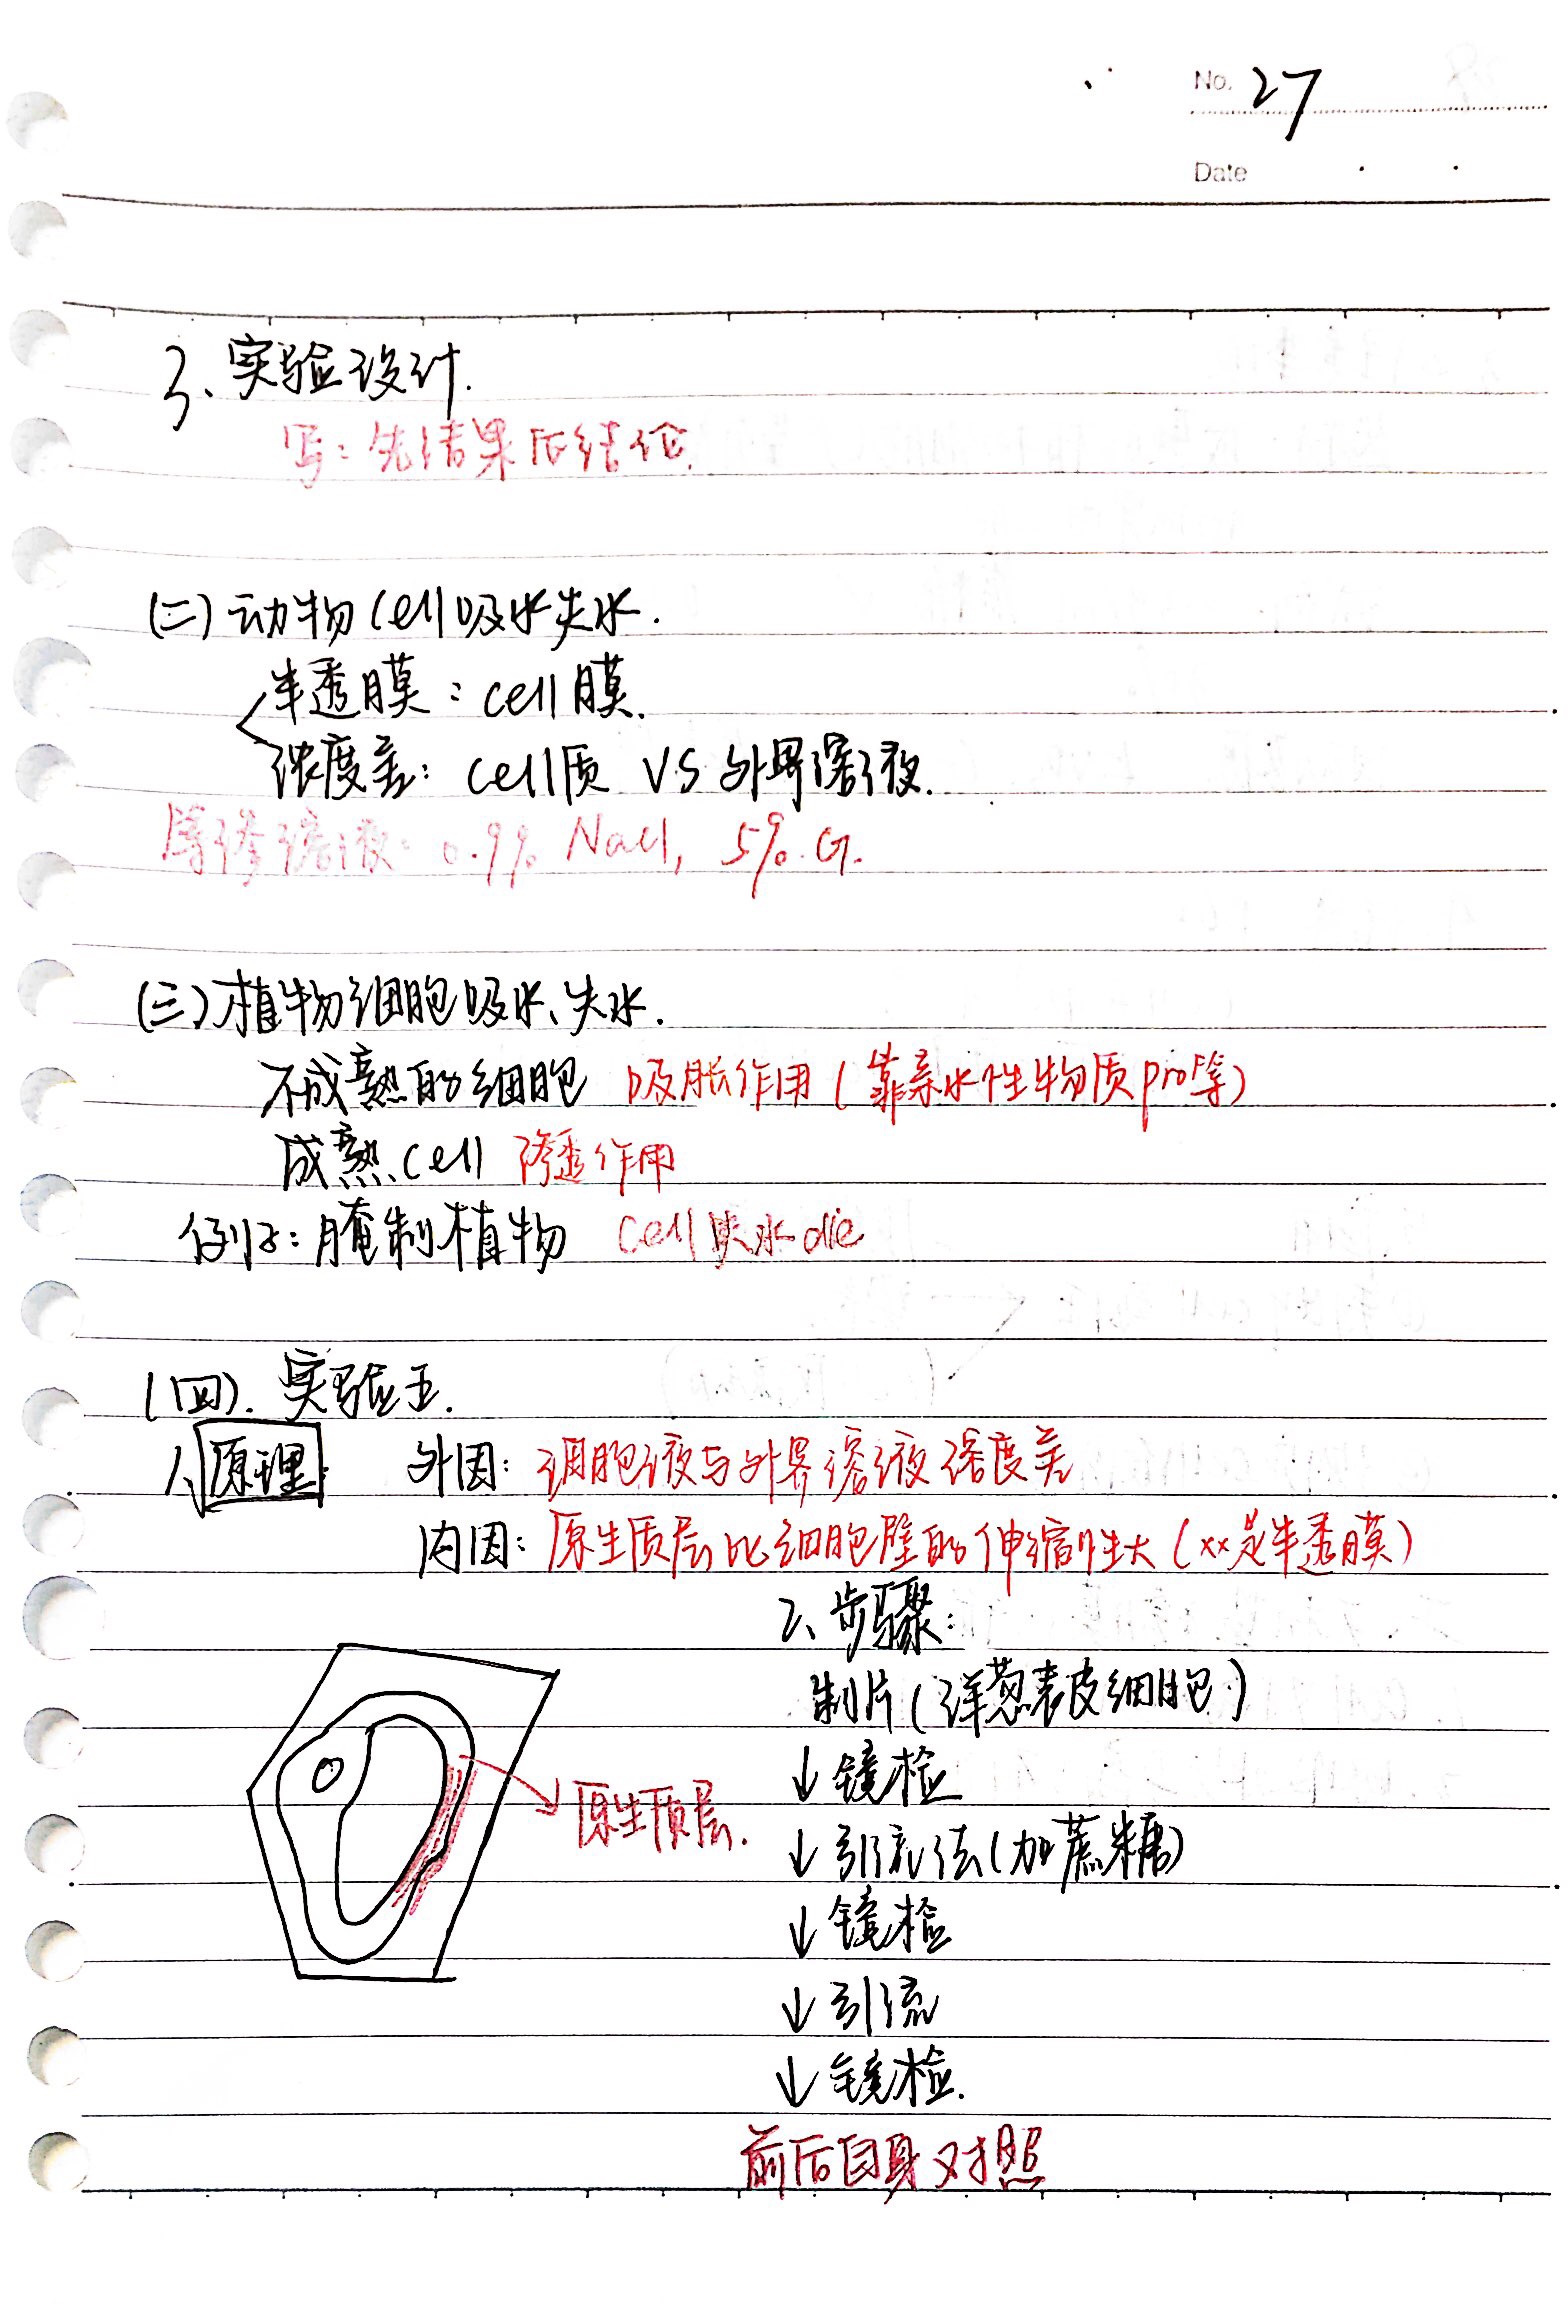 No. 27
Date
3、实验设计.
写：先结果后结论.
(二) 动物cell吸水失水.
半透膜：cell膜.
浓度差：cell质 VS 外界溶液.
等渗溶液：0.9% NaCl, 5% G.
(三) 植物细胞吸水、失水.
不成熟的细胞 吸胀作用（靠亲水性物质pro等）
成熟cell 渗透作用
例子：腌制植物 cell失水die
(四). 实验五.
1、原理 外因：细胞液与外界溶液浓度差
内因：原生质层比细胞壁的伸缩性大（××是半透膜）
2、步骤：
制片（洋葱表皮细胞）
↓镜检
原生质层.
↓引流法（加蔗糖）
↓镜检
↓引流
↓镜检.
前后自身对照